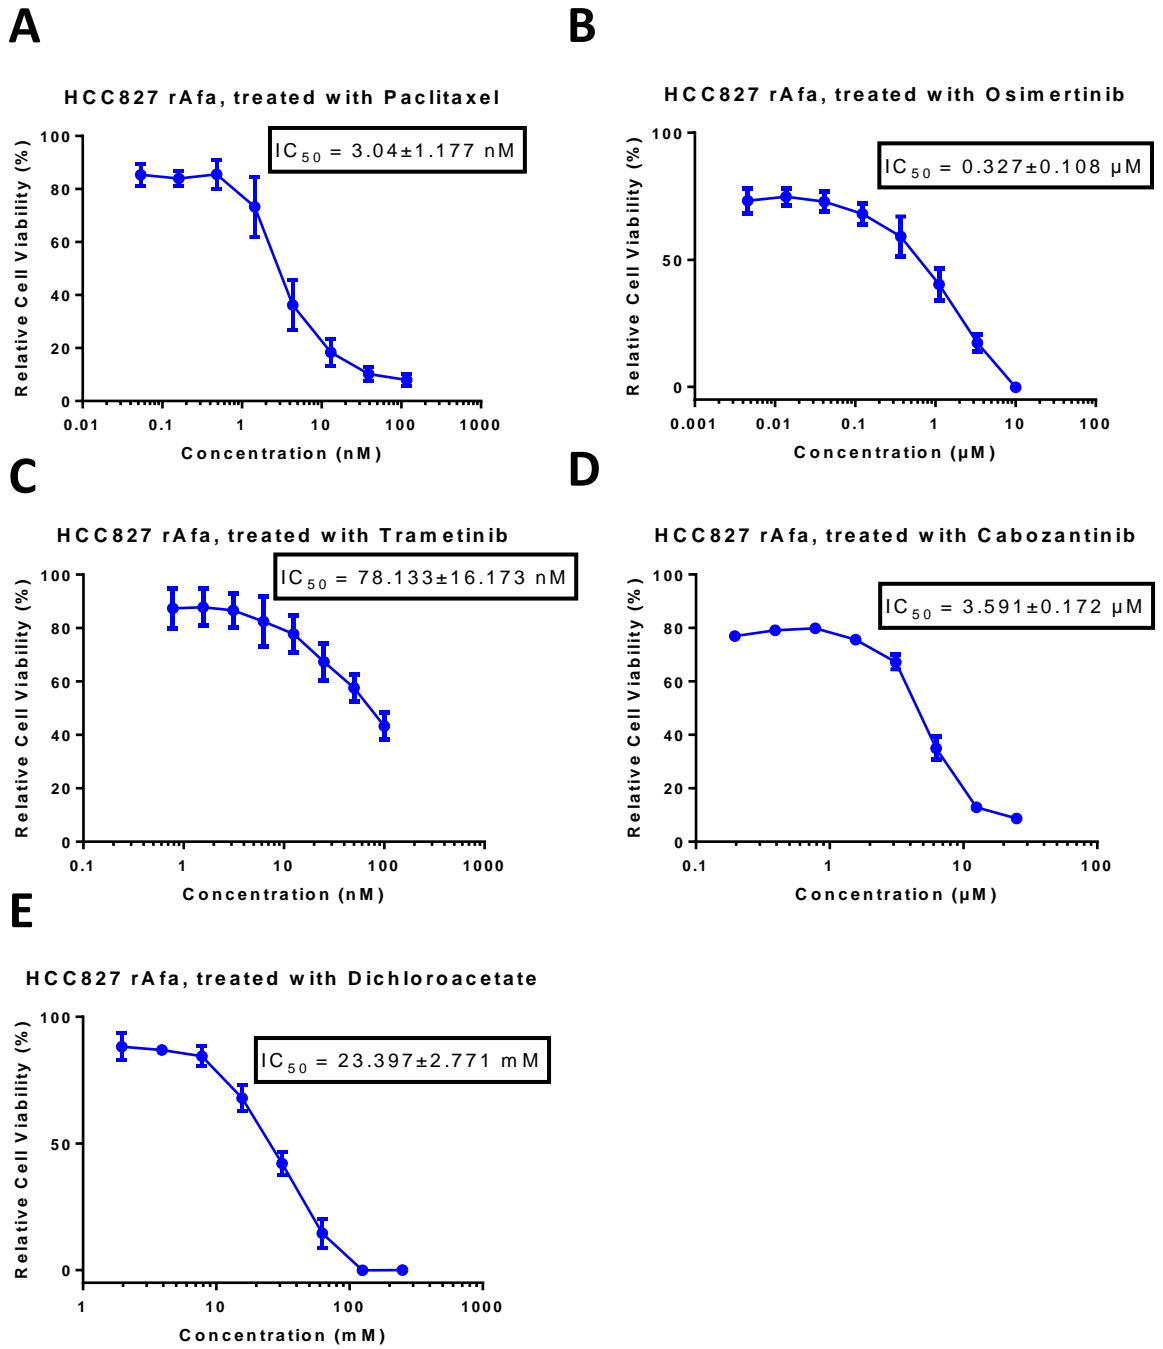 A
HCC827 rAfa, treated with Paclitaxel
IC50 = 3.04±1.177 nM
Relative Cell Viability (%)
100
80
60
40
20
0
0.01 0.1 1 10 100 1000
Concentration (nM)
B
HCC827 rAfa, treated with Osimertinib
IC50 = 0.327±0.108 µM
Relative Cell Viability (%)
100
50
0
0.001 0.01 0.1 1 10 100
Concentration (µM)
C
HCC827 rAfa, treated with Trametinib
IC50 = 78.133±16.173 nM
Relative Cell Viability (%)
100
80
60
40
20
0
0.1 1 10 100 1000
Concentration (nM)
D
HCC827 rAfa, treated with Cabozantinib
IC50 = 3.591±0.172 µM
Relative Cell Viability (%)
100
80
60
40
20
0
0.1 1 10 100
Concentration (µM)
E
HCC827 rAfa, treated with Dichloroacetate
IC50 = 23.397±2.771 mM
Relative Cell Viability (%)
100
50
0
1 10 100 1000
Concentration (mM)